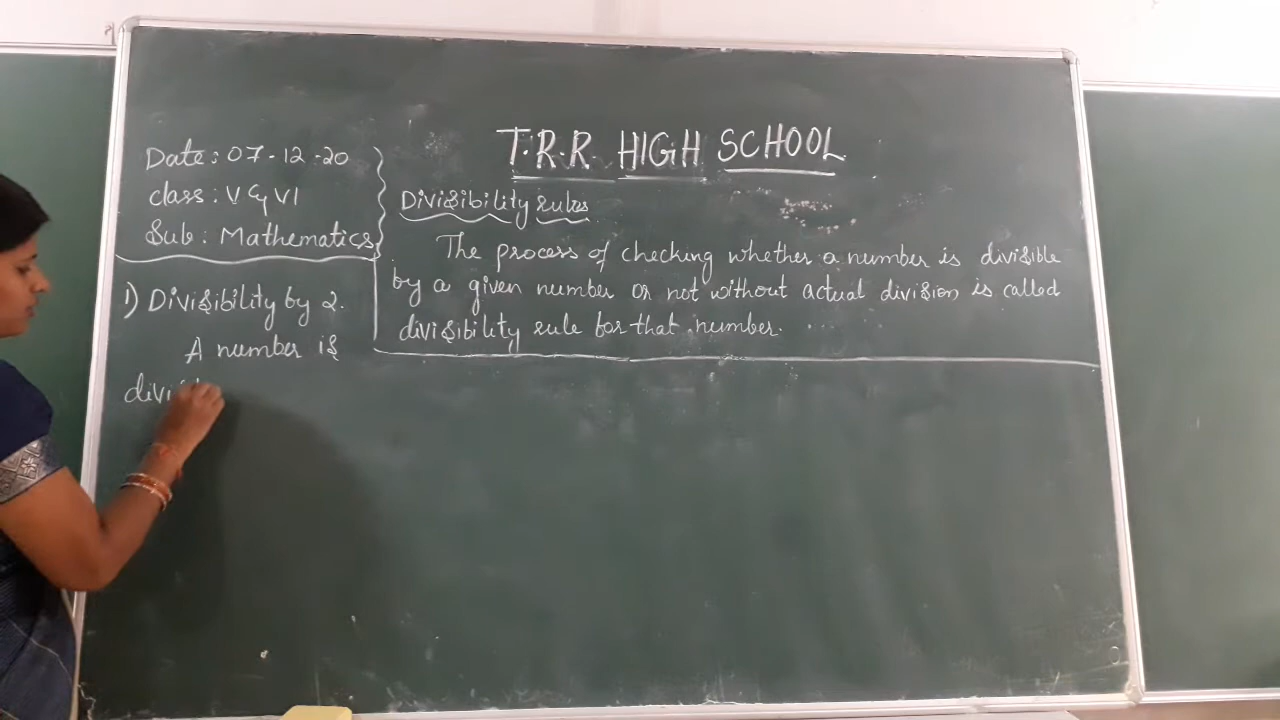 T.R.R. HIGH SCHOOL
Date: 07-12-20
class: V & VI
Sub: Mathematics
Divisibility rules
The process of checking whether a number is divisible
by a given number or not without actual division is called
divisibility rule for that number.
1) Divisibility by 2.
A number is